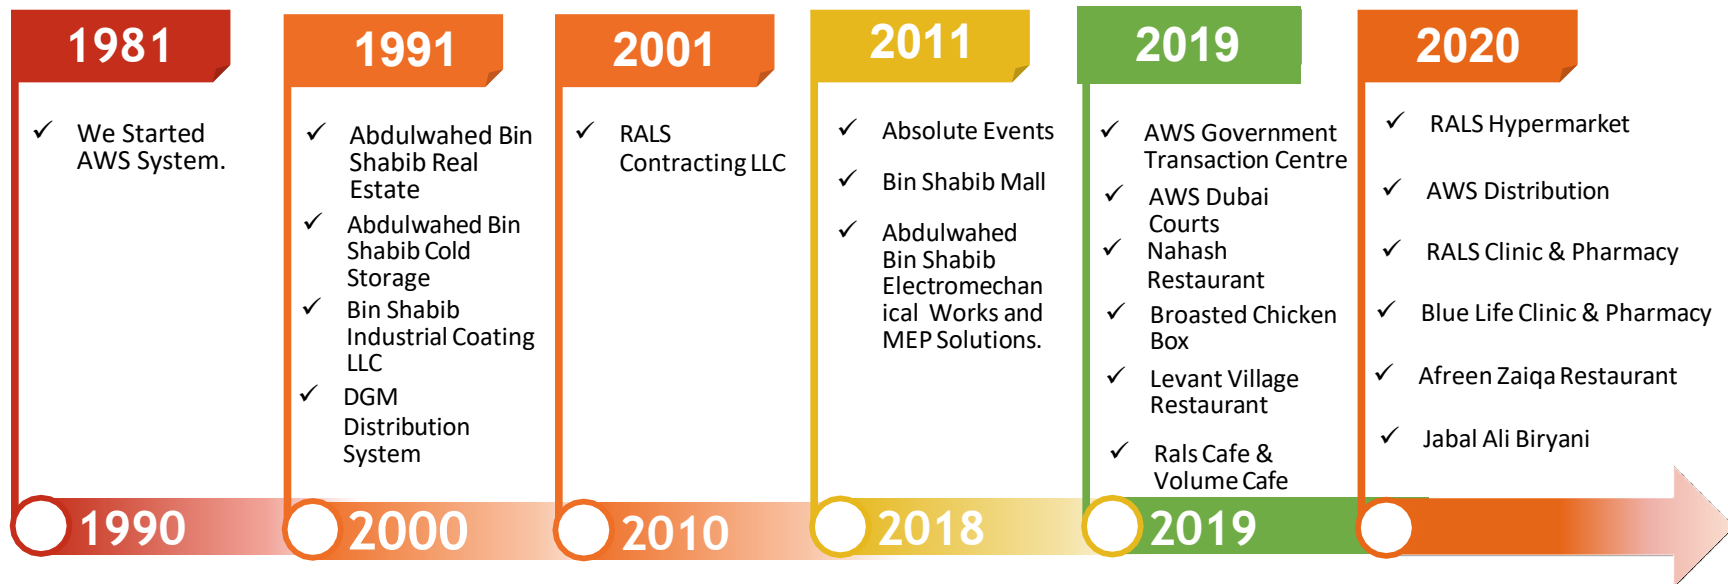 1981
We Started
AWS System.
1990
1991
Abdulwahed Bin
Shabib Real
Estate
Abdulwahed Bin
Shabib Cold
Storage
Bin Shabib
Industrial Coating
LLC
DGM
Distribution
System
2000
2001
RALS
Contracting LLC
2010
2011
Absolute Events
Bin Shabib Mall
Abdulwahed
Bin Shabib
Electromechan
ical Works and
MEP Solutions.
2018
2019
AWS Government
Transaction Centre
AWS Dubai
Courts
Nahash
Restaurant
Broasted Chicken
Box
Levant Village
Restaurant
Rals Cafe &
Volume Cafe
2019
2020
RALS Hypermarket
AWS Distribution
RALS Clinic & Pharmacy
Blue Life Clinic & Pharmacy
Afreen Zaiqa Restaurant
Jabal Ali Biryani